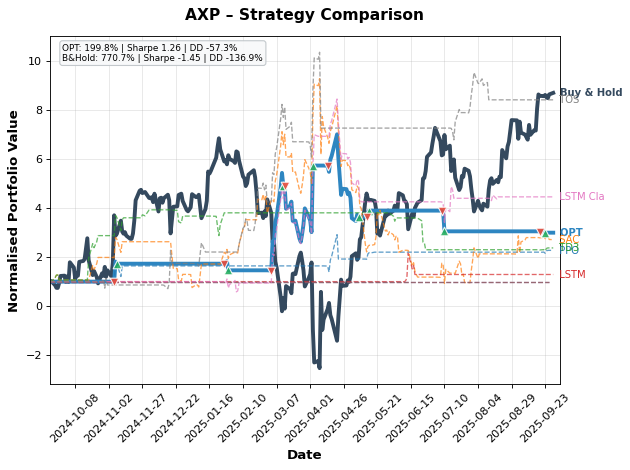 AXP – Strategy Comparison
OPT: 199.8% | Sharpe 1.26 | DD -57.3%
B&Hold: 770.7% | Sharpe -1.45 | DD -136.9%
Normalised Portfolio Value
10
8
6
4
2
0
−2
Buy & Hold
TOS
LSTM Cla
OPT
PPO
LSTM
2024-10-08
2024-11-02
2024-11-27
2024-12-22
2025-01-16
2025-02-10
2025-03-07
2025-04-01
2025-04-26
2025-05-21
2025-06-15
2025-07-10
2025-08-04
2025-08-29
2025-09-23
Date